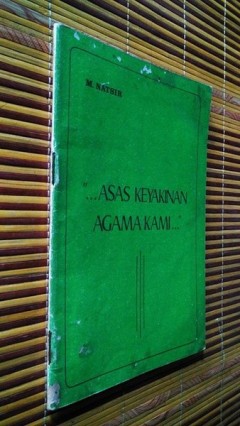 M. NATSIR
"...ASAS KEYAKINAN
AGAMA KAMI..."